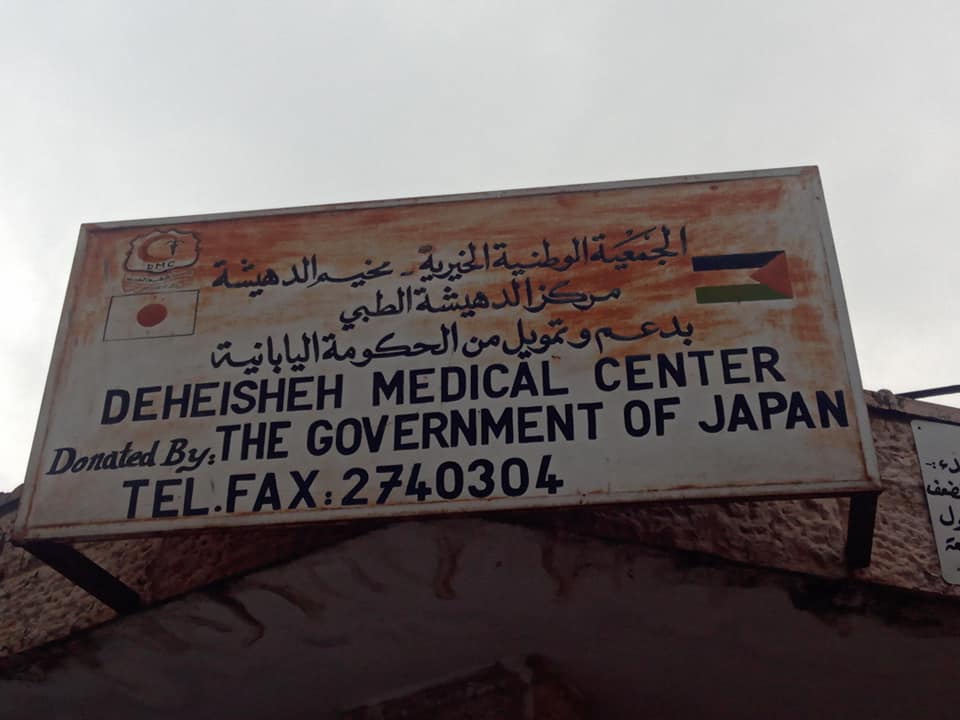 الجمعية الوطنية الخيرية - مخيم الدهيشة
مركز الدهيشة الطبي
بدعم وتمويل من الحكومة اليابانية
DMC
DEHEISHEH MEDICAL CENTER
Donated By: THE GOVERNMENT OF JAPAN
TEL.FAX: 2740304